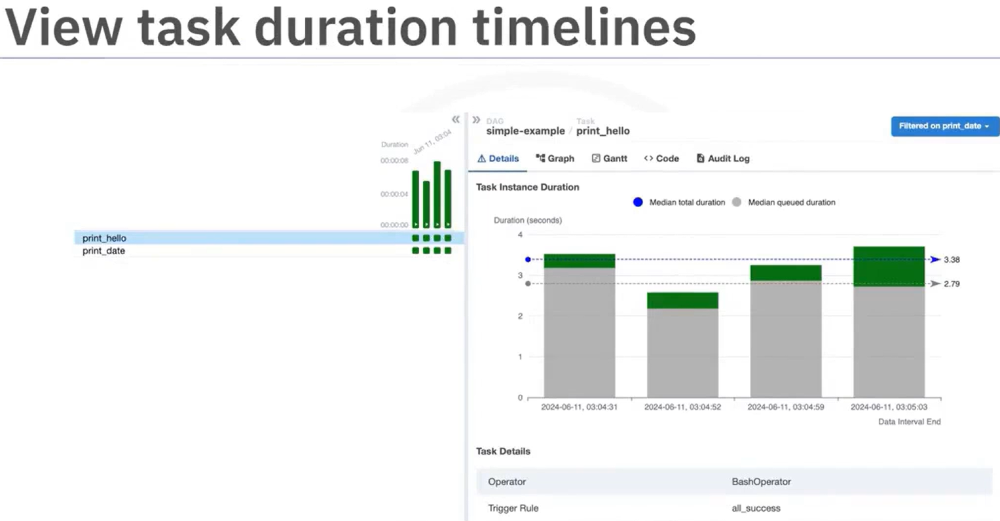 View task duration timelines
« » DAG Task
simple-example / print_hello
Filtered on print_date
Duration Jun 11, 03:04
00:00:08
00:00:04
00:00:00
print_hello
print_date
Details Graph Gantt <> Code Audit Log
Task Instance Duration
Median total duration Median queued duration
Duration (seconds)
4
3.38
3
2.79
2
1
0
2024-06-11, 03:04:31 2024-06-11, 03:04:52 2024-06-11, 03:04:59 2024-06-11, 03:05:03
Data Interval End
Task Details
Operator BashOperator
Trigger Rule all_success